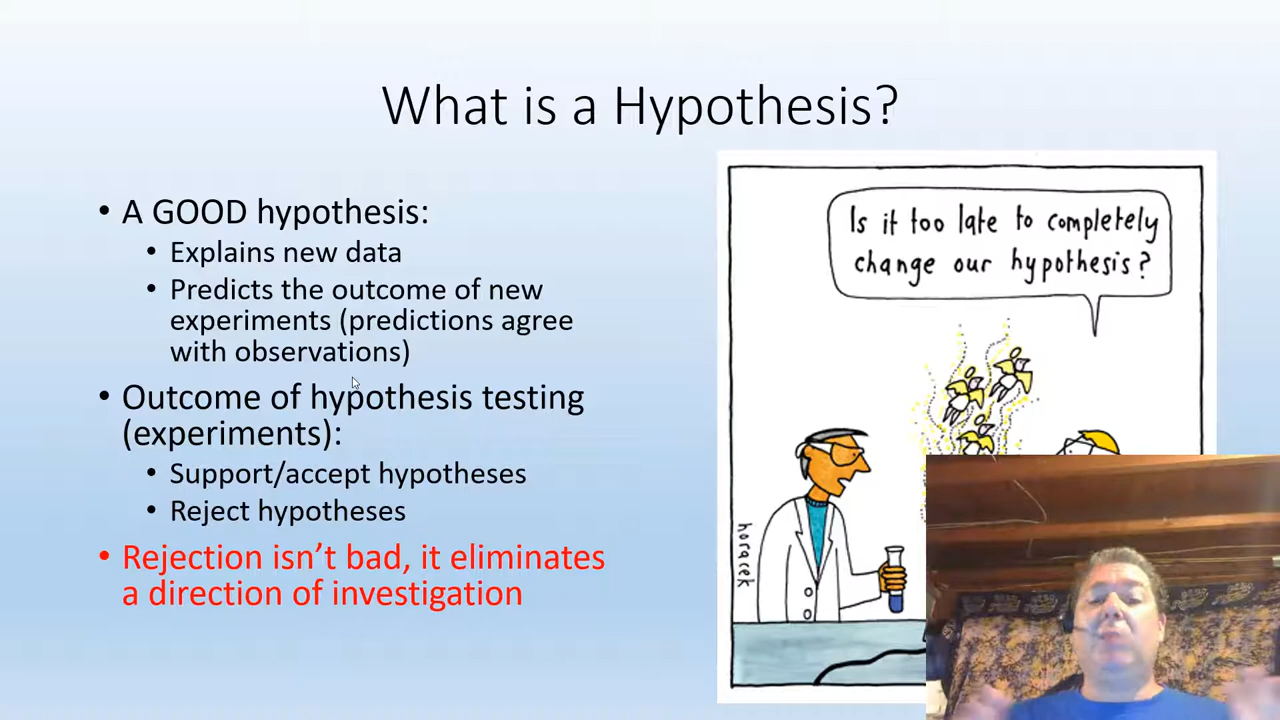 What is a Hypothesis?
• A GOOD hypothesis:
• Explains new data
• Predicts the outcome of new
experiments (predictions agree
with observations)
• Outcome of hypothesis testing
(experiments):
• Support/accept hypotheses
• Reject hypotheses
• Rejection isn’t bad, it eliminates
a direction of investigation
Is it too late to completely
change our hypothesis?
horacek